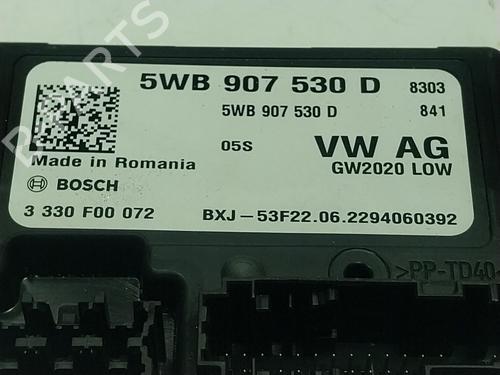 5WB 907 530 D 8303
5WB 907 530 D 841
05S VW AG
Made in Romania GW2020 LOW
BOSCH
3 330 F00 072 BXJ-53F22.06.2294060392
>PP-TD40
PARTS